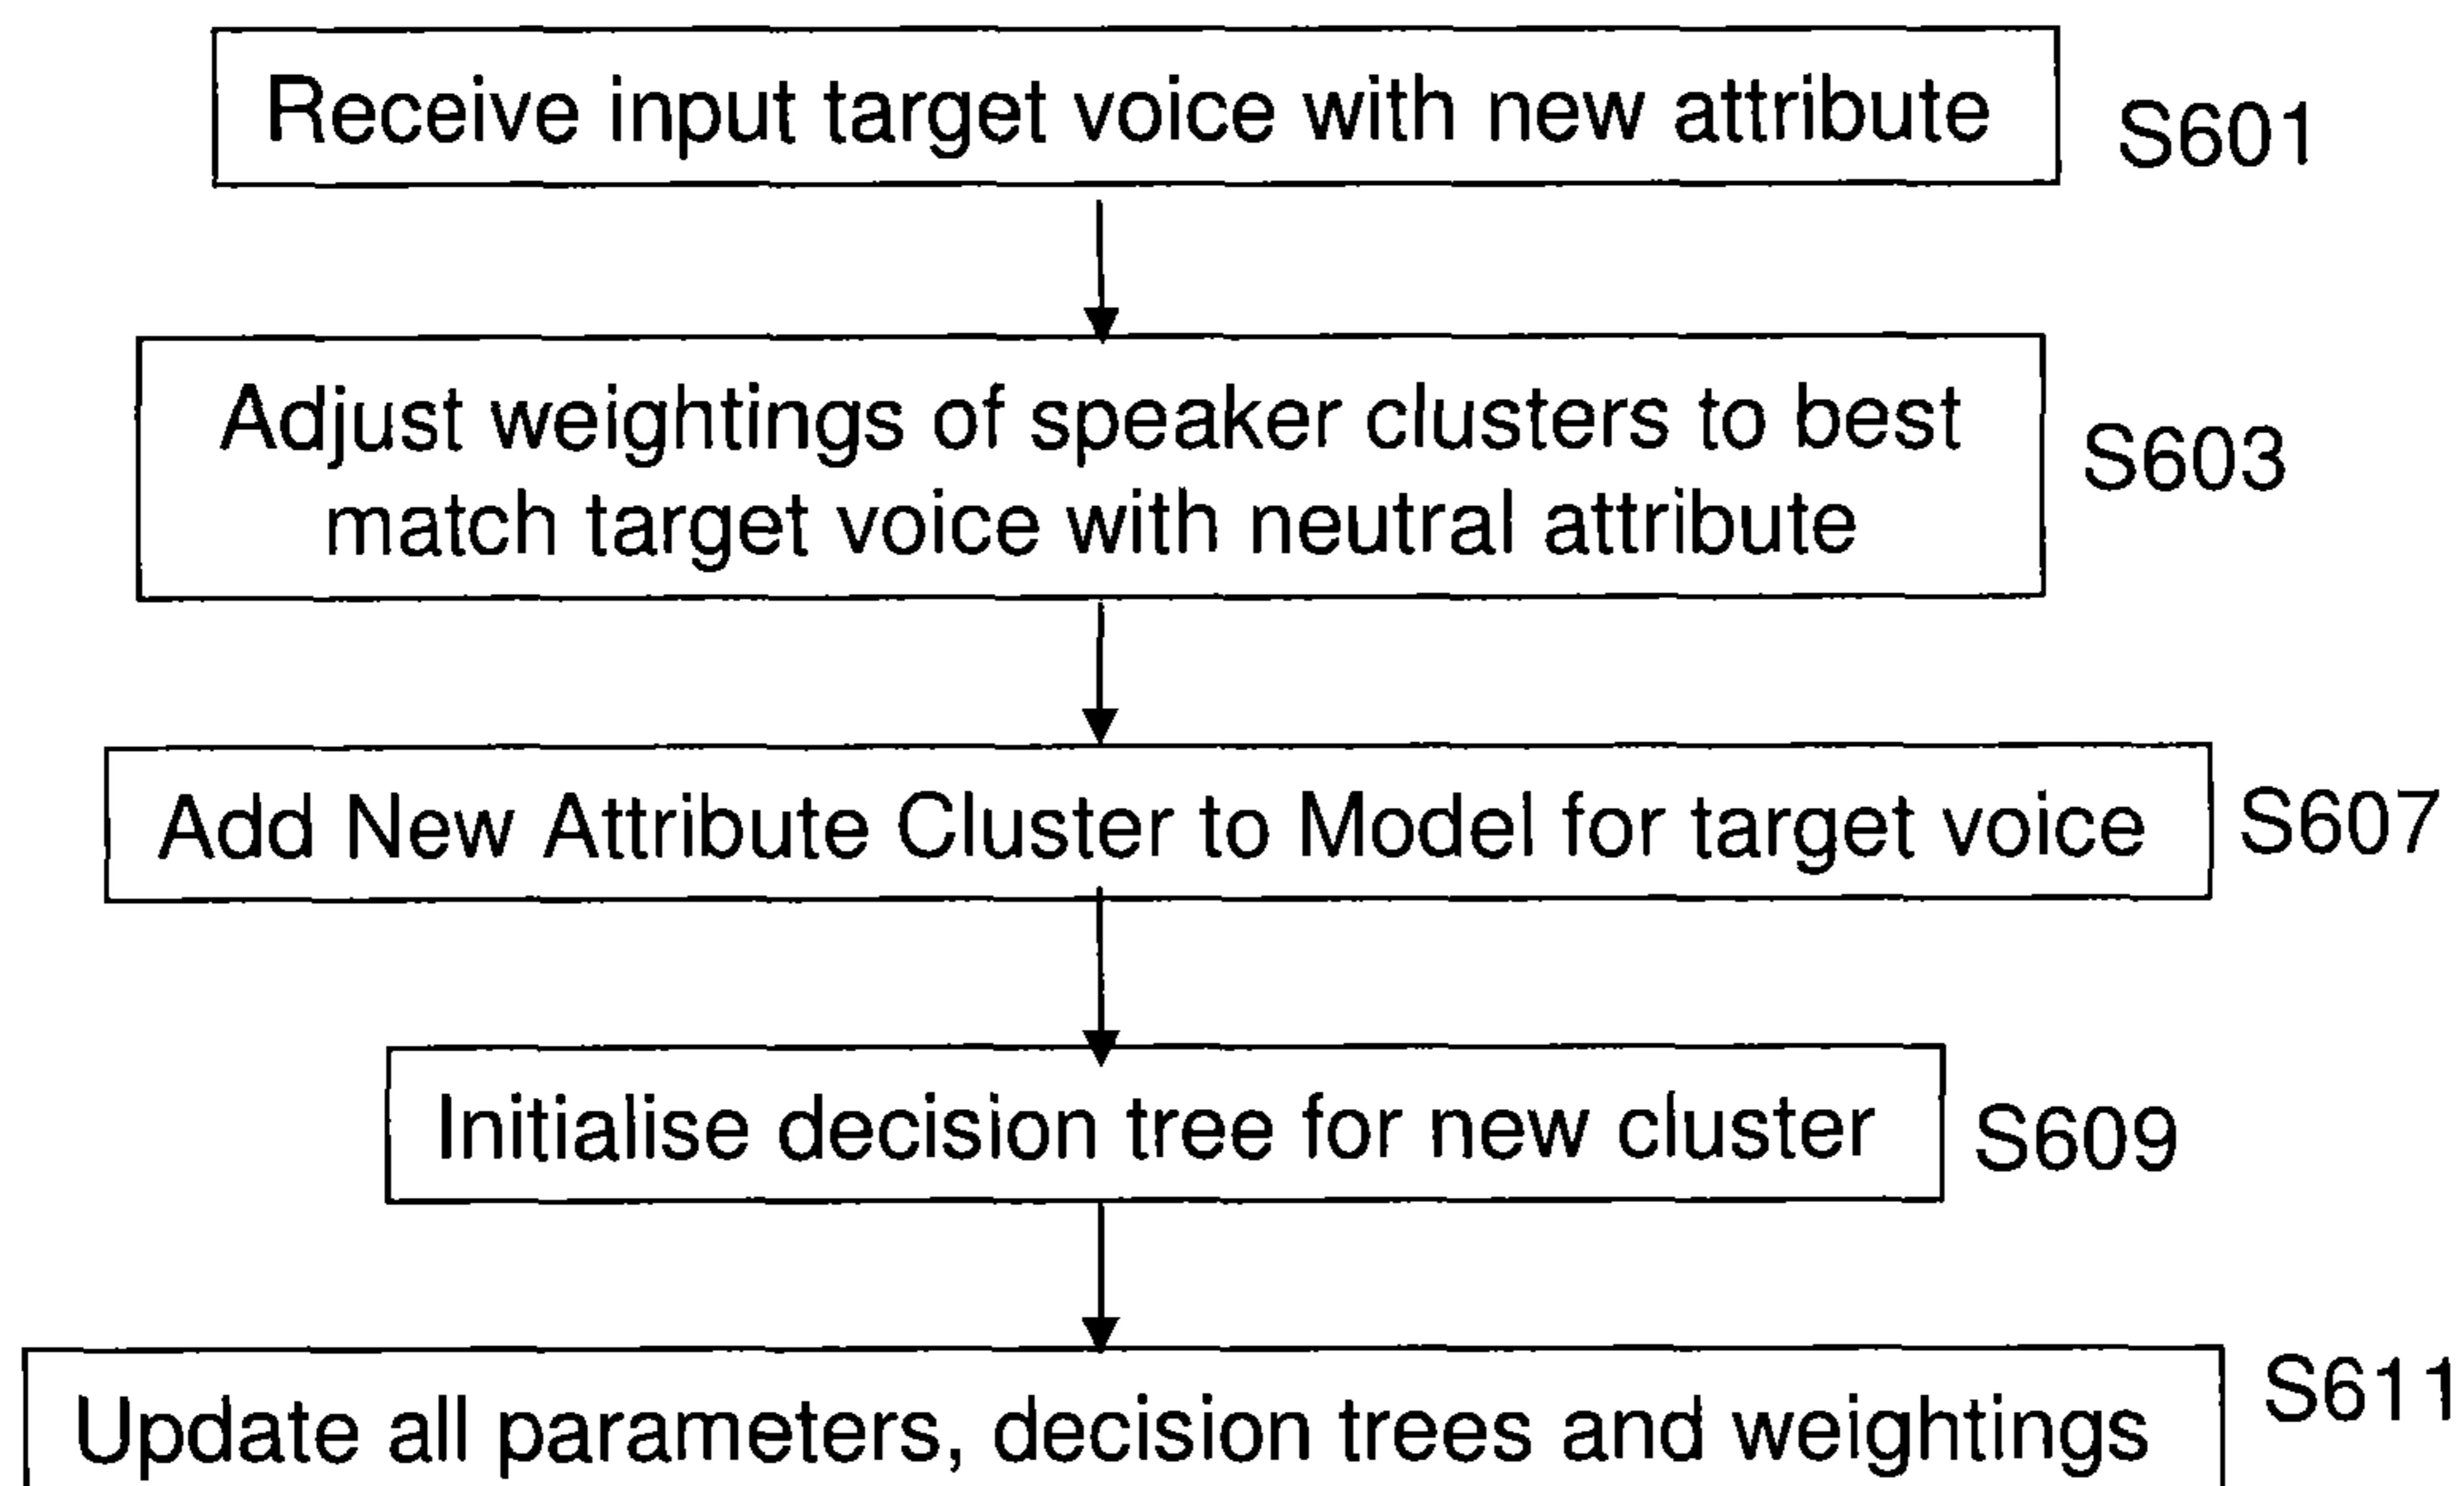 Receive input target voice with new attribute
S601
Adjust weightings of speaker clusters to best
match target voice with neutral attribute
S603
Add New Attribute Cluster to Model for target voice
S607
Initialise decision tree for new cluster
S609
Update all parameters, decision trees and weightings
S611